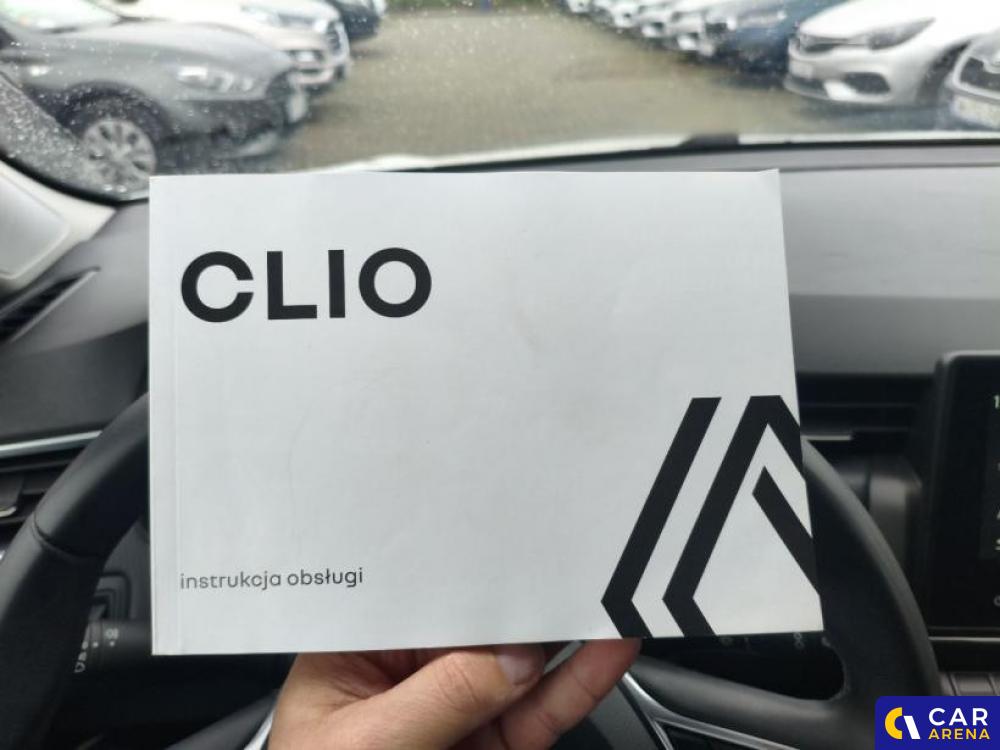 CLIO
instrukcja obsługi
CAR
ARENA